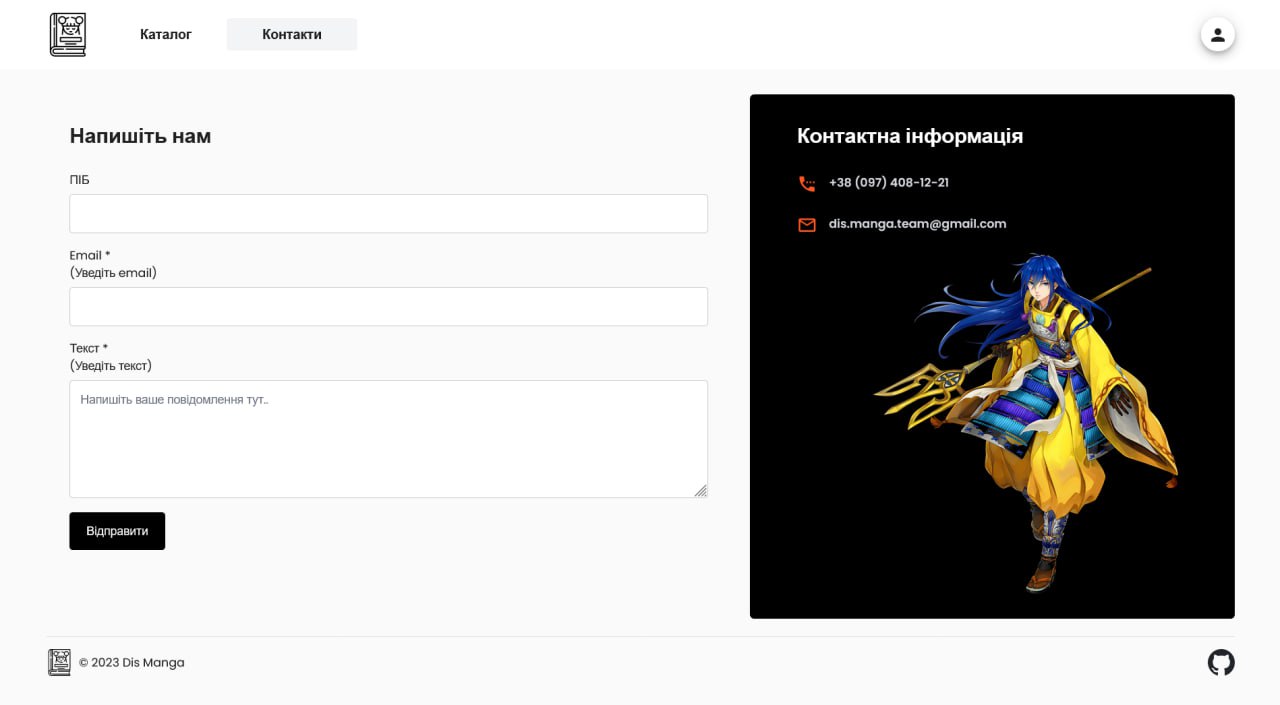 Каталог
Контакти
Напишіть нам
ПІБ
Email *
(Уведіть email)
Текст *
(Уведіть текст)
Напишіть ваше повідомлення тут..
Відправити
Контактна інформація
+38 (097) 408-12-21
dis.manga.team@gmail.com
© 2023 Dis Manga